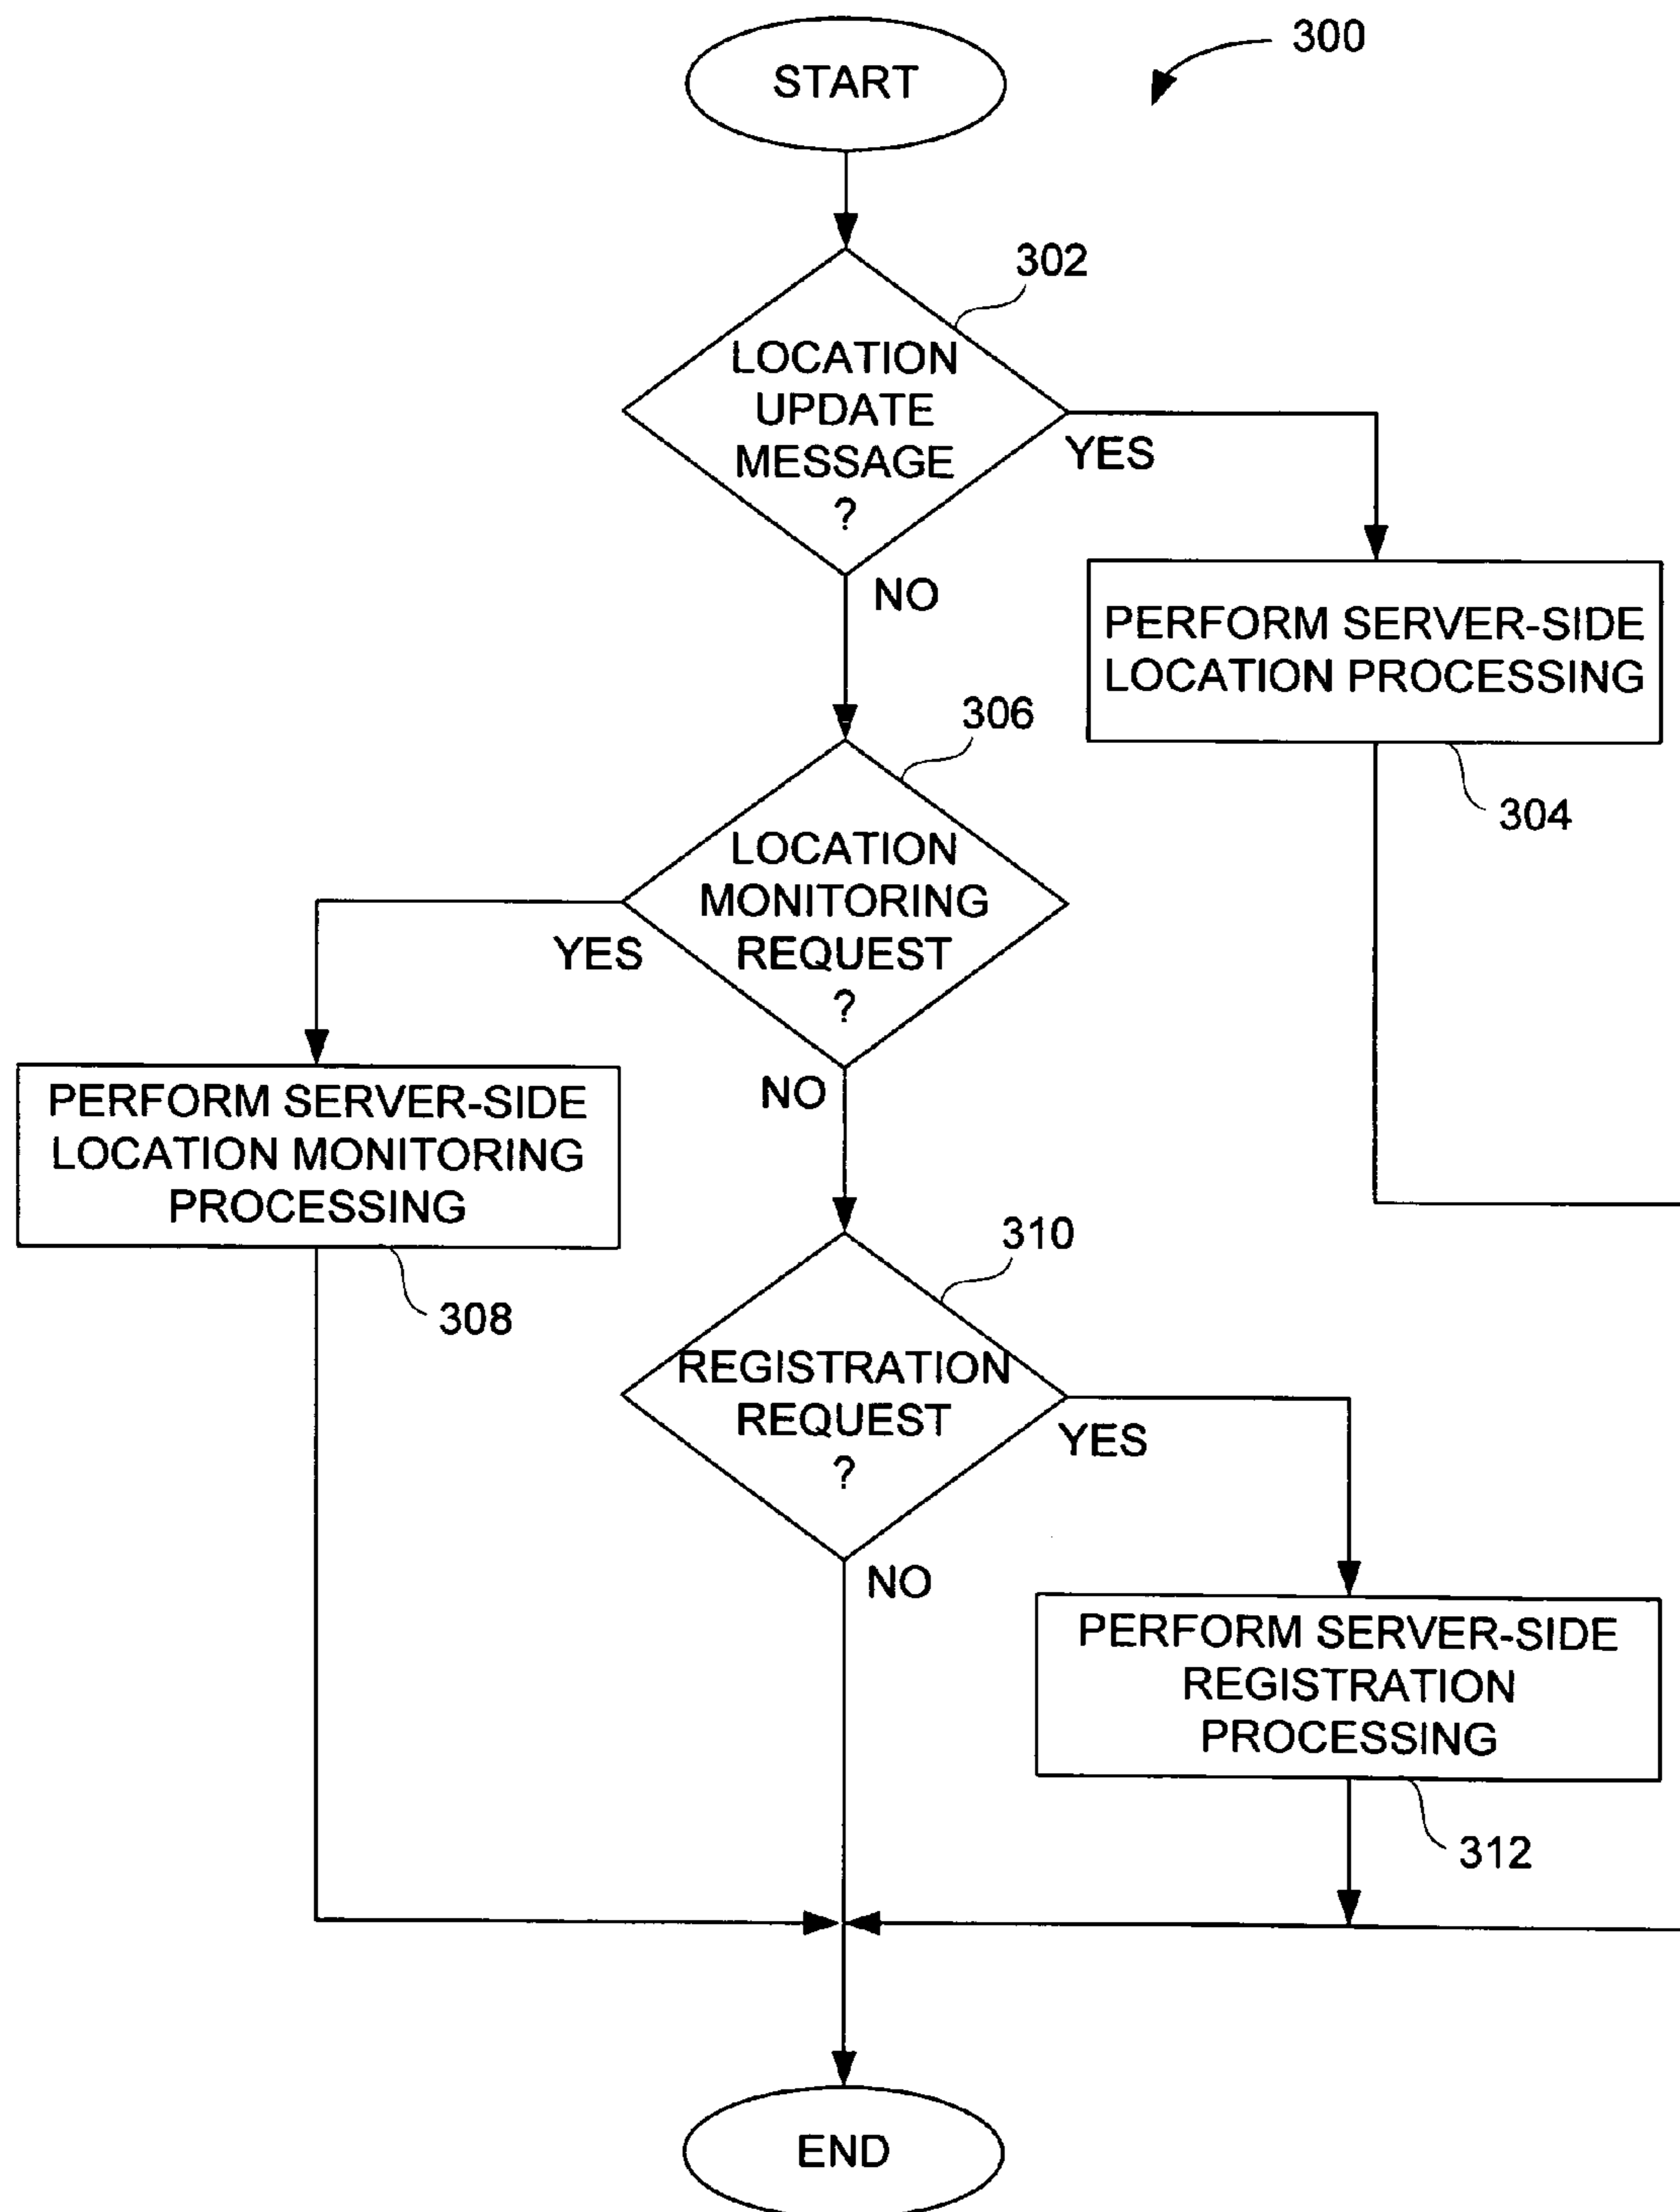 300
START
302
LOCATION
UPDATE
MESSAGE
?
YES
NO
PERFORM SERVER-SIDE
LOCATION PROCESSING
304
306
LOCATION
MONITORING
REQUEST
?
YES
NO
PERFORM SERVER-SIDE
LOCATION MONITORING
PROCESSING
308
310
REGISTRATION
REQUEST
?
YES
NO
PERFORM SERVER-SIDE
REGISTRATION
PROCESSING
312
END